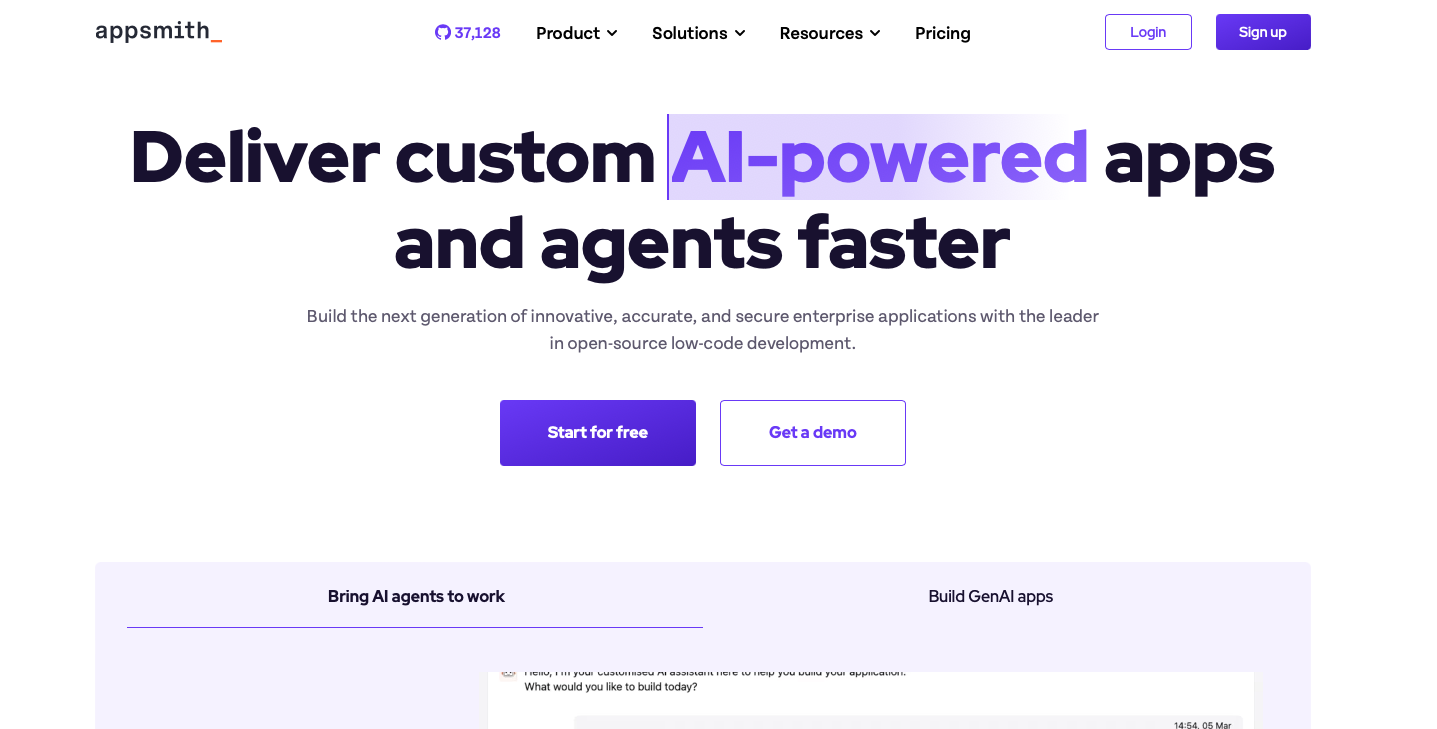 appsmith_
37,128
Product
Solutions
Resources
Pricing
Login
Sign up
Deliver custom AI-powered apps
and agents faster
Build the next generation of innovative, accurate, and secure enterprise applications with the leader
in open-source low-code development.
Start for free
Get a demo
Bring AI agents to work
Build GenAI apps
Hello, I'm your customised AI assistant here to help you build your application.
What would you like to build today?
14:54, 05 Mar